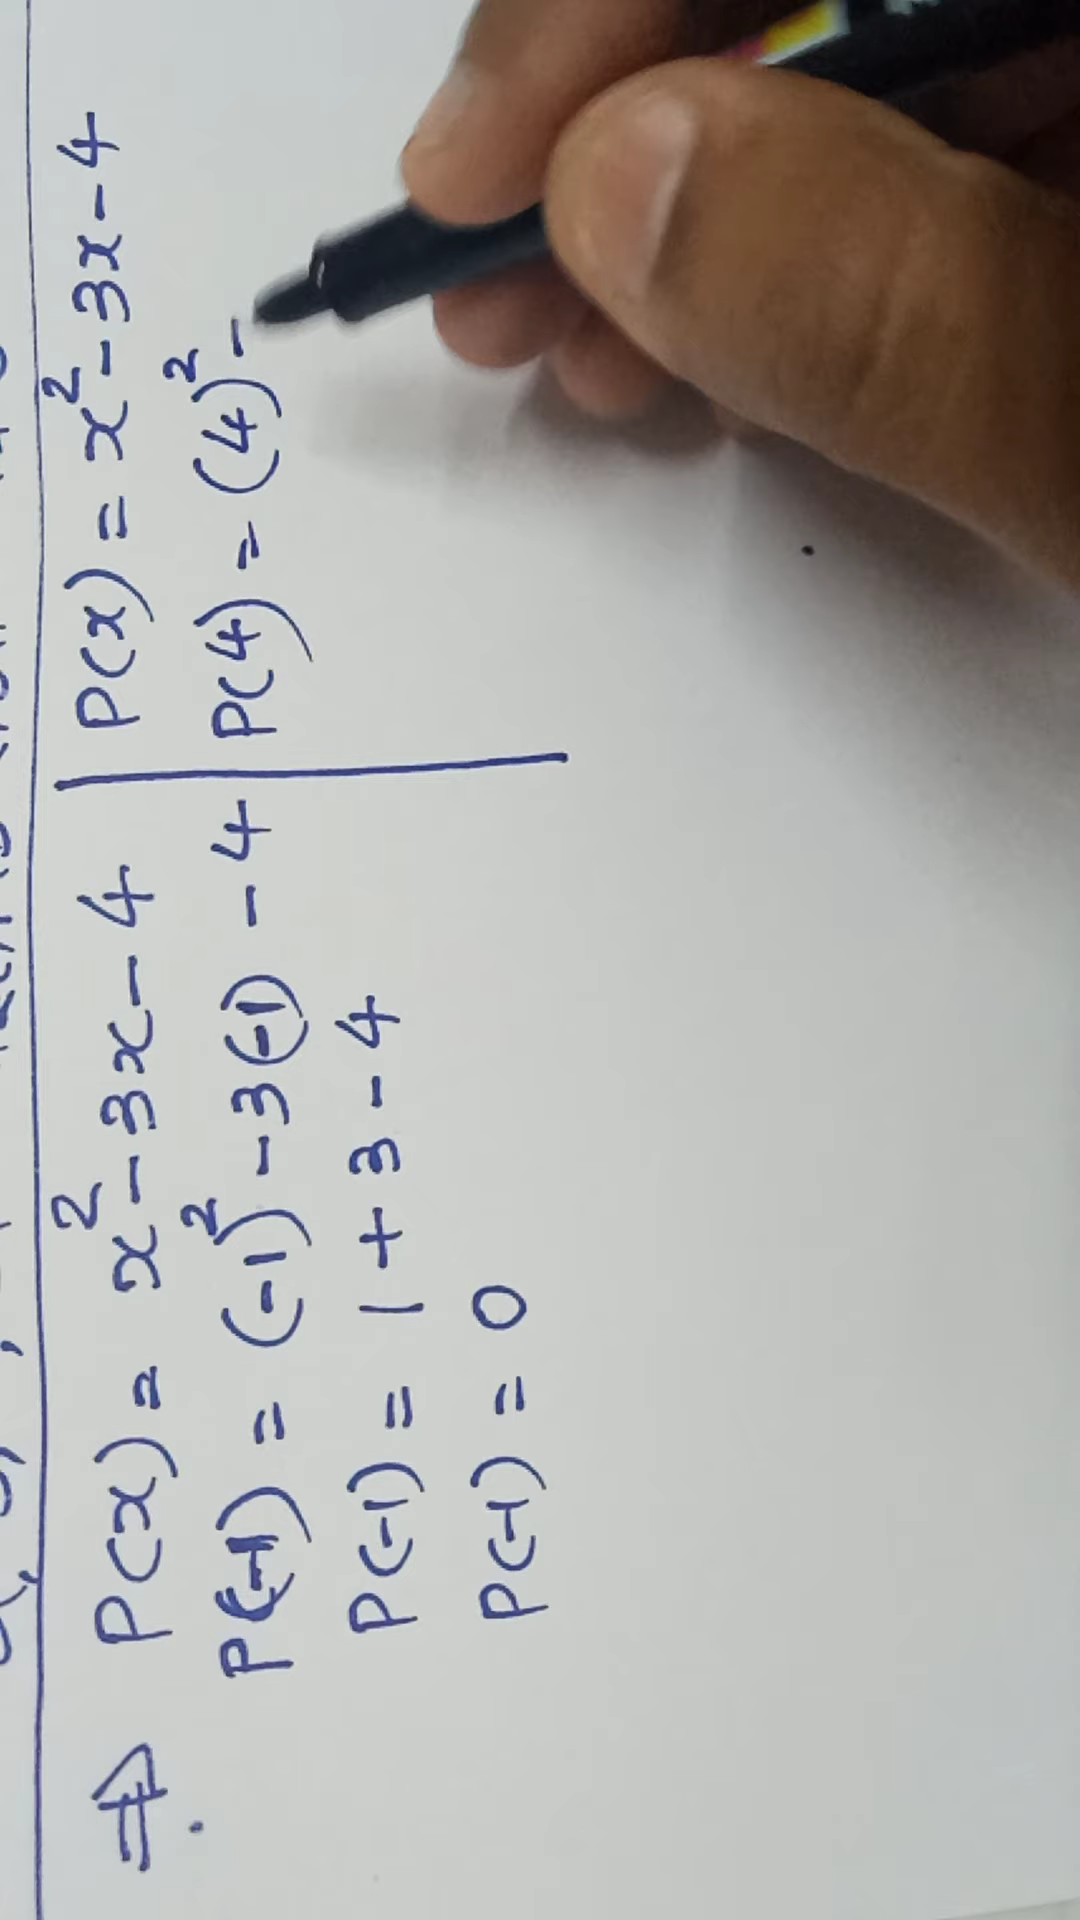 P(x) = x² - 3x - 4
P(-1) = (-1)² - 3(-1) - 4
P(-1) = 1 + 3 - 4
P(-1) = 0
P(x) = x² - 3x - 4
P(4) = (4)² -